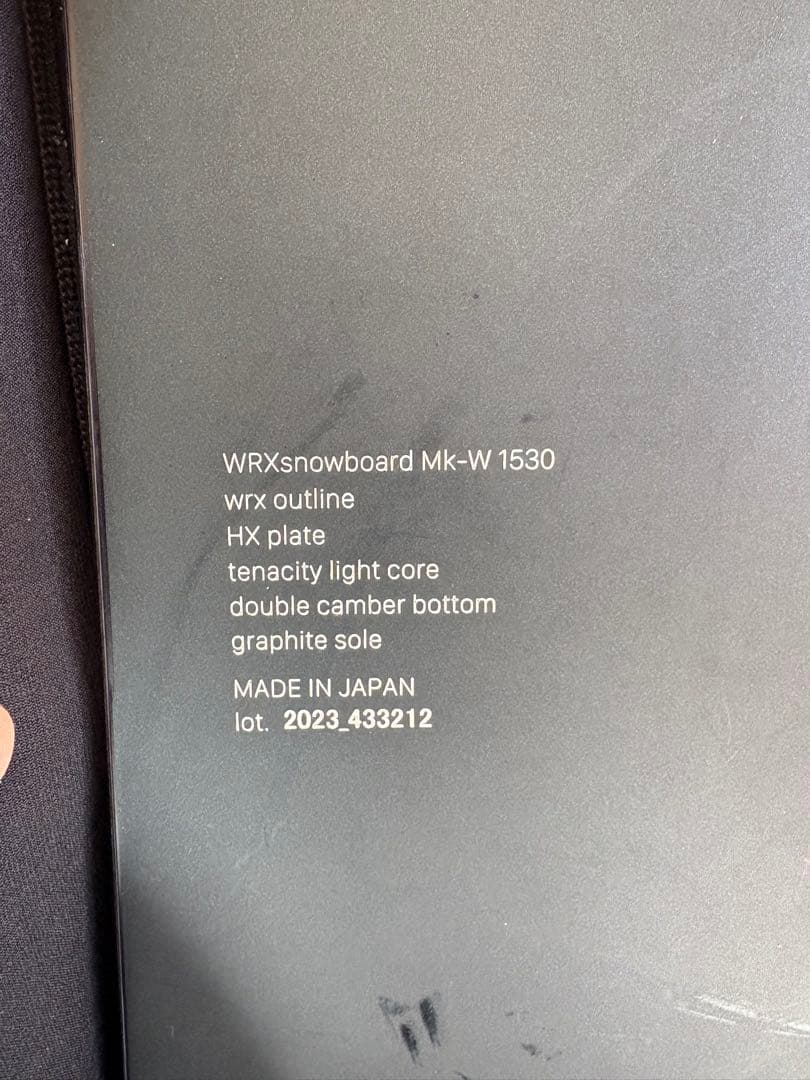 WRXsnowboard Mk-W 1530
wrx outline
HX plate
tenacity light core
double camber bottom
graphite sole
MADE IN JAPAN
lot. 2023_433212